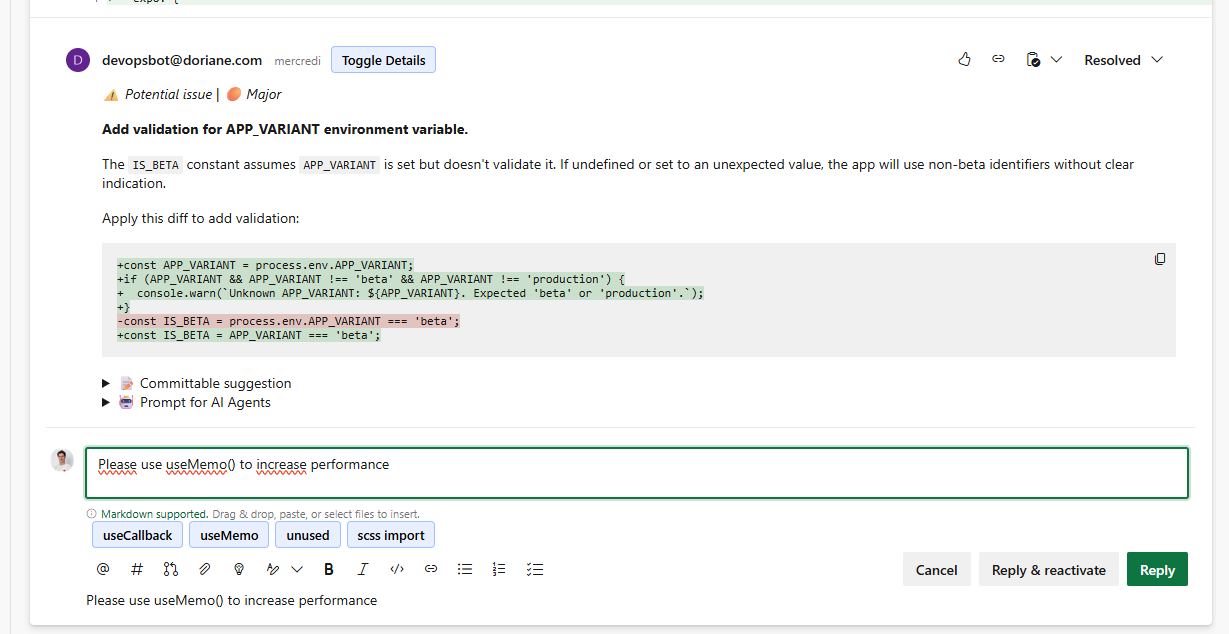 D devopsbot@doriane.com mercredi Toggle Details Resolved
Potential issue | Major
Add validation for APP_VARIANT environment variable.
The IS_BETA constant assumes APP_VARIANT is set but doesn't validate it. If undefined or set to an unexpected value, the app will use non-beta identifiers without clear
indication.
Apply this diff to add validation:
+const APP_VARIANT = process.env.APP_VARIANT;
+if (APP_VARIANT && APP_VARIANT !== 'beta' && APP_VARIANT !== 'production') {
+  console.warn(`Unknown APP_VARIANT: ${APP_VARIANT}. Expected 'beta' or 'production'.`);
+}
-const IS_BETA = process.env.APP_VARIANT === 'beta';
+const IS_BETA = APP_VARIANT === 'beta';
Committable suggestion
Prompt for AI Agents
Please use useMemo() to increase performance
Markdown supported. Drag & drop, paste, or select files to insert.
useCallback useMemo unused scss import
Cancel Reply & reactivate Reply
Please use useMemo() to increase performance